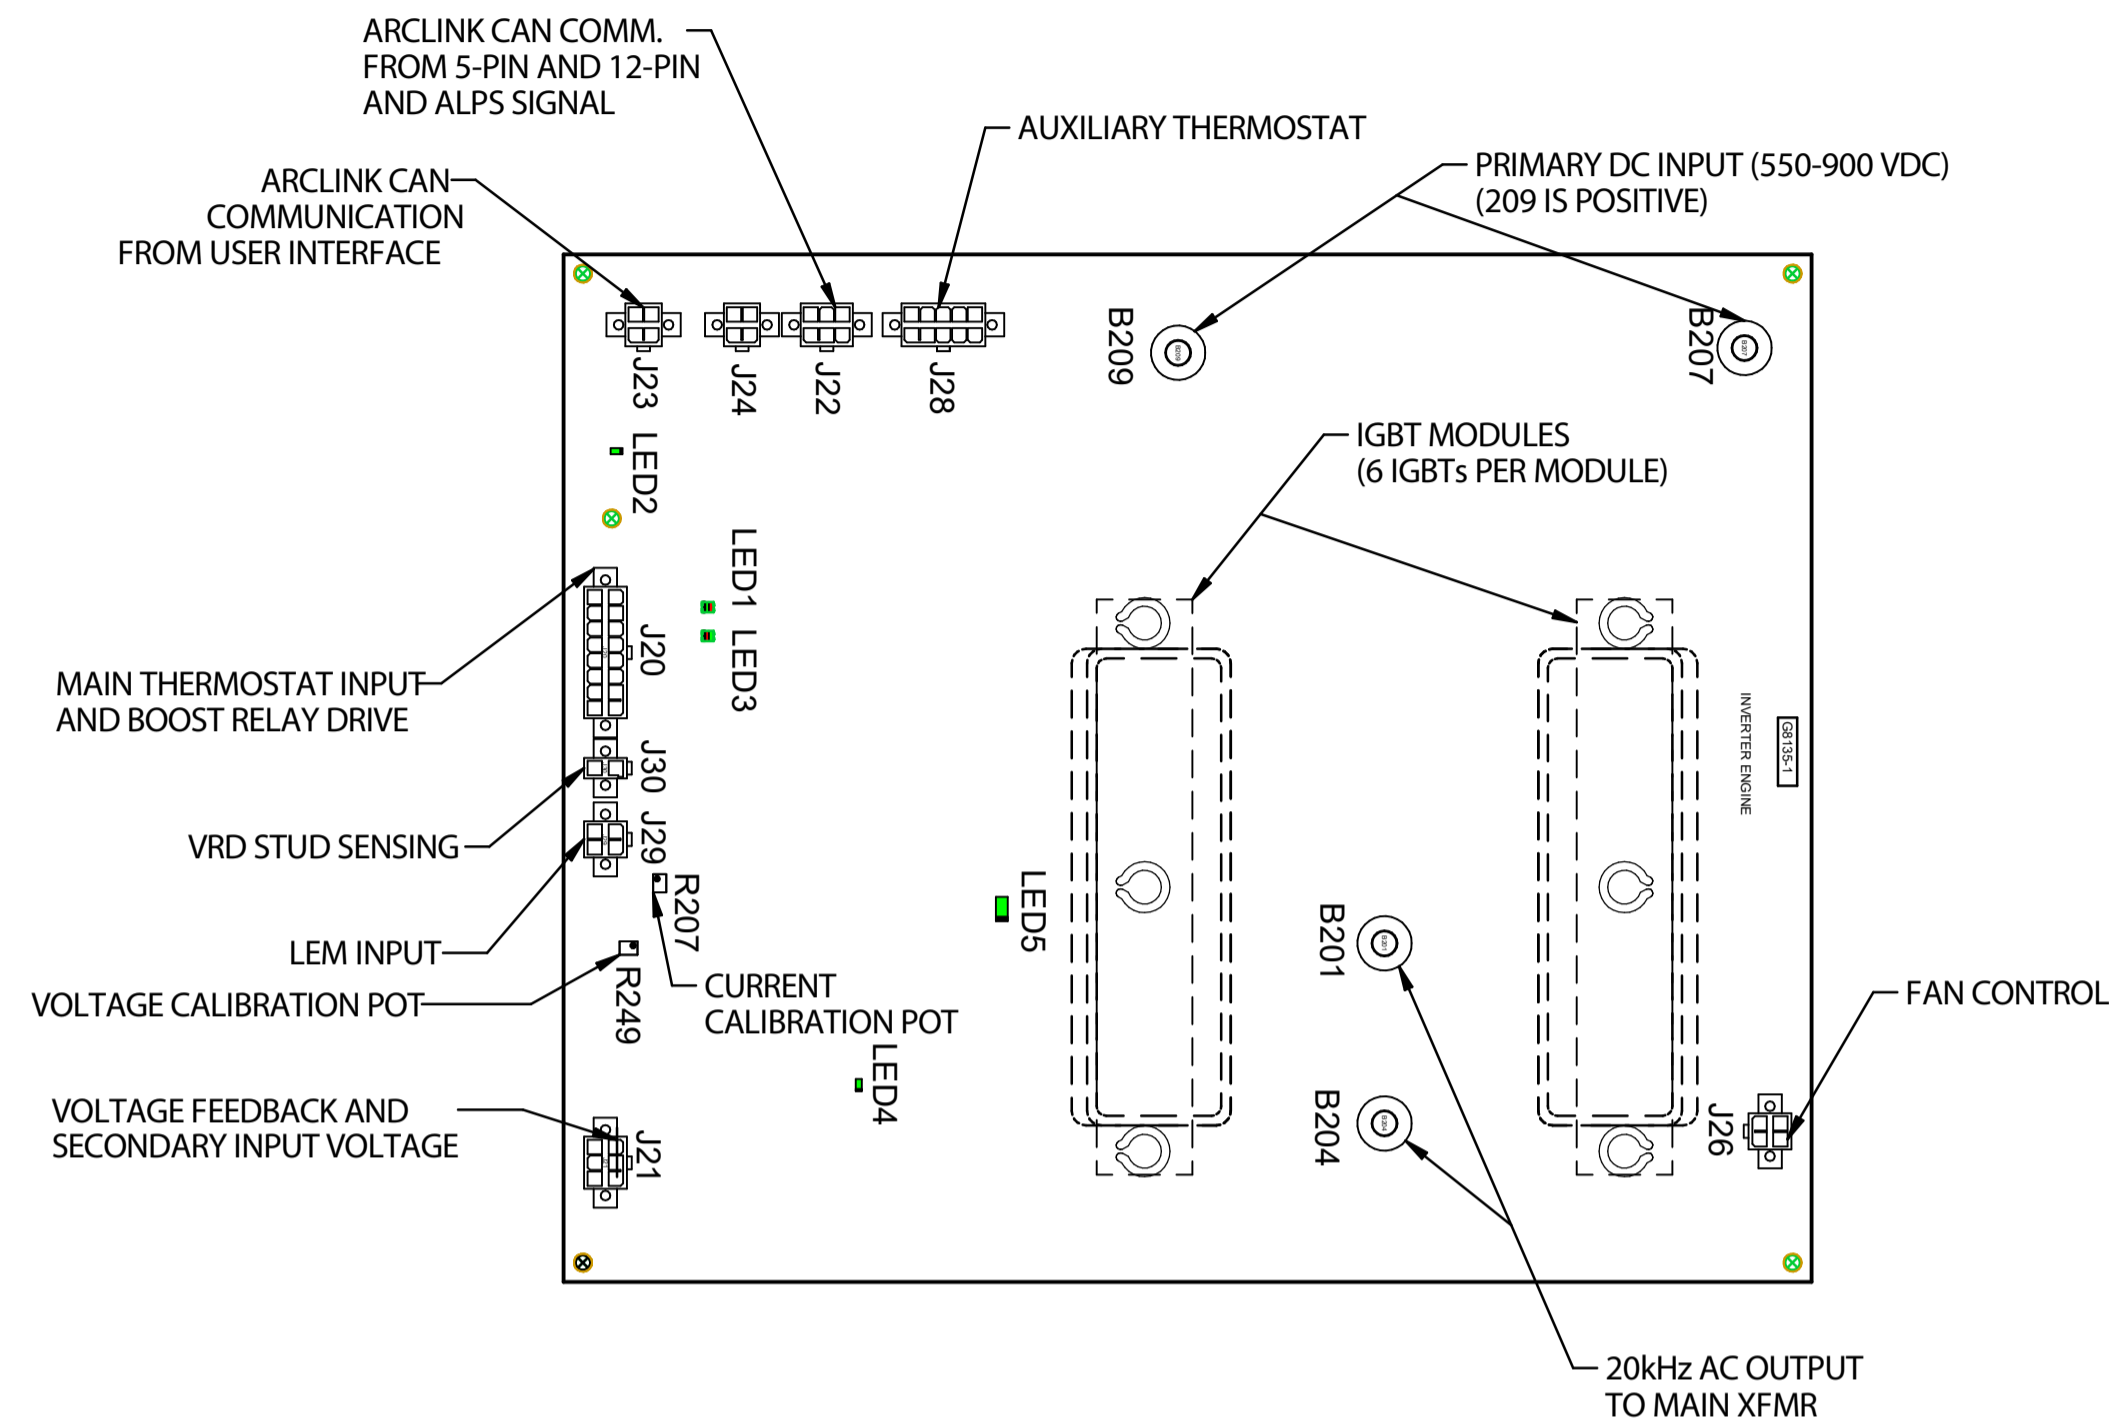 ARCLINK CAN COMM.
FROM 5-PIN AND 12-PIN
AND ALPS SIGNAL
AUXILIARY THERMOSTAT
PRIMARY DC INPUT (550-900 VDC)
(209 IS POSITIVE)
ARCLINK CAN
COMMUNICATION
FROM USER INTERFACE
J23
J24
J22
J28
B209
B209
B207
B207
LED2
IGBT MODULES
(6 IGBTs PER MODULE)
LED1
LED3
J20
MAIN THERMOSTAT INPUT
AND BOOST RELAY DRIVE
INVERTER ENGINE
G8135-1
J30
VRD STUD SENSING
J29
LEM INPUT
R207
CURRENT
CALIBRATION POT
VOLTAGE CALIBRATION POT
R249
LED5
B201
B201
FAN CONTROL
LED4
B204
B204
J26
VOLTAGE FEEDBACK AND
SECONDARY INPUT VOLTAGE
J21
20kHz AC OUTPUT
TO MAIN XFMR